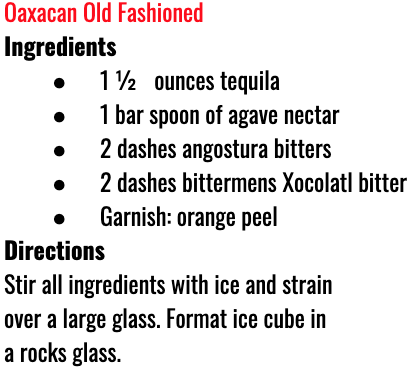 Oaxacan Old Fashioned
Ingredients
● 1 ½ ounces tequila
● 1 bar spoon of agave nectar
● 2 dashes angostura bitters
● 2 dashes bittermens Xocolatl bitter
● Garnish: orange peel
Directions
Stir all ingredients with ice and strain
over a large glass. Format ice cube in
a rocks glass.